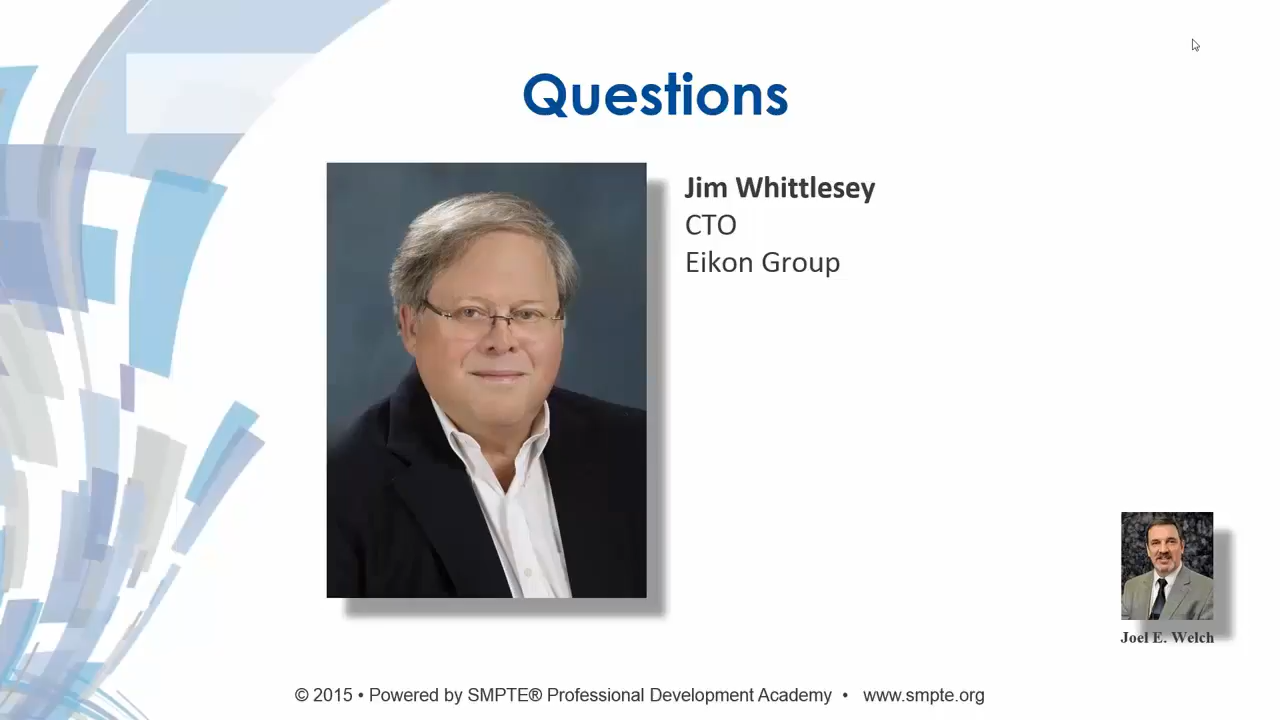 Questions
Jim Whittlesey
CTO
Eikon Group
Joel E. Welch
© 2015 • Powered by SMPTE® Professional Development Academy • www.smpte.org